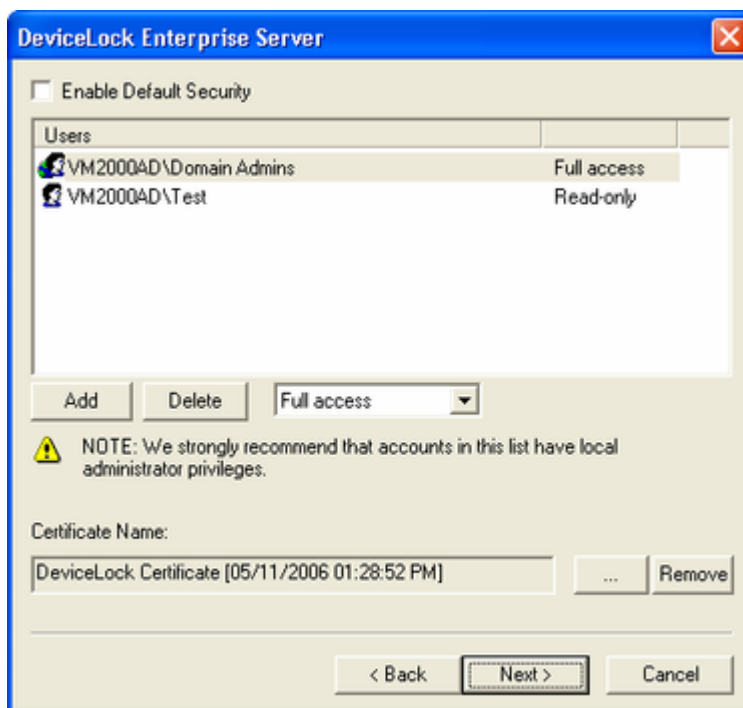 DeviceLock Enterprise Server
Enable Default Security
Users
VM2000AD\Domain Admins Full access
VM2000AD\Test Read-only
Add Delete Full access
NOTE: We strongly recommend that accounts in this list have local
administrator privileges.
Certificate Name:
DeviceLock Certificate [05/11/2006 01:28:52 PM] ... Remove
< Back Next > Cancel